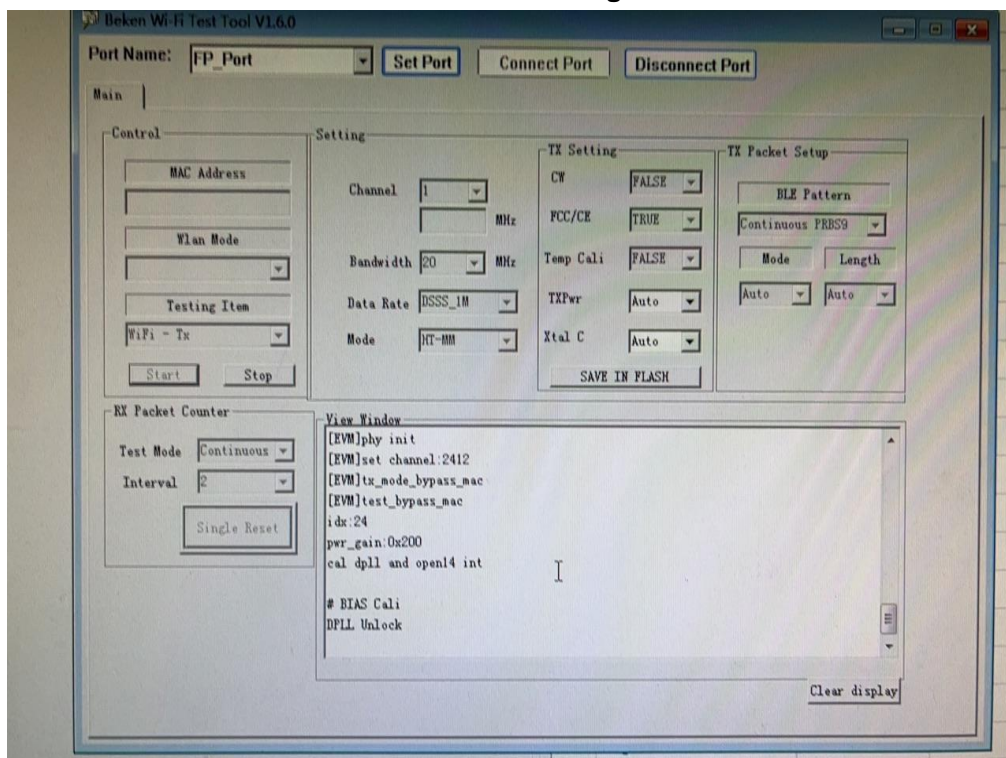 Beken Wi-Fi Test Tool V1.6.0
Port Name: FP_Port Set Port Connect Port Disconnect Port
Main
Control
MAC Address
Wlan Mode
Testing Item
WiFi - Tx
Start Stop
Setting
Channel 1
MHz
Bandwidth 20 MHz
Data Rate DSSS_1M
Mode HT-MM
TX Setting
CW FALSE
FCC/CE TRUE
Temp Cali FALSE
TXPwr Auto
Xtal C Auto
SAVE IN FLASH
TX Packet Setup
BLE Pattern
Continuous PRBS9
Mode Length
Auto Auto
RX Packet Counter
Test Mode Continuous
Interval 2
Single Reset
View Window
[EVM]phy init
[EVM]set channel:2412
[EVM]tx_mode_bypass_mac
[EVM]test_bypass_mac
idx:24
pwr_gain:0x200
cal dpll and open14 int
# BIAS Cali
DPLL Unlock
Clear display